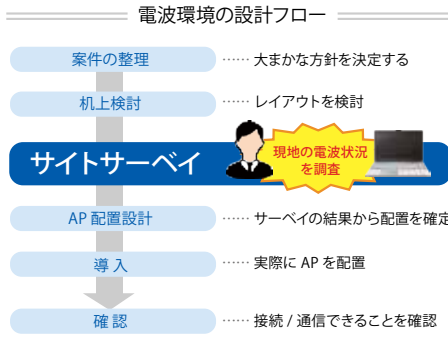 電波環境の設計フロー
案件の整理 …… 大まかな方針を決定する
机上検討 …… レイアウトを検討
サイトサーベイ
現地の電波状況
を調査
AP 配置設計 …… サーベイの結果から配置を確定
導 入 …… 実際に AP を配置
確 認 …… 接続 / 通信できることを確認